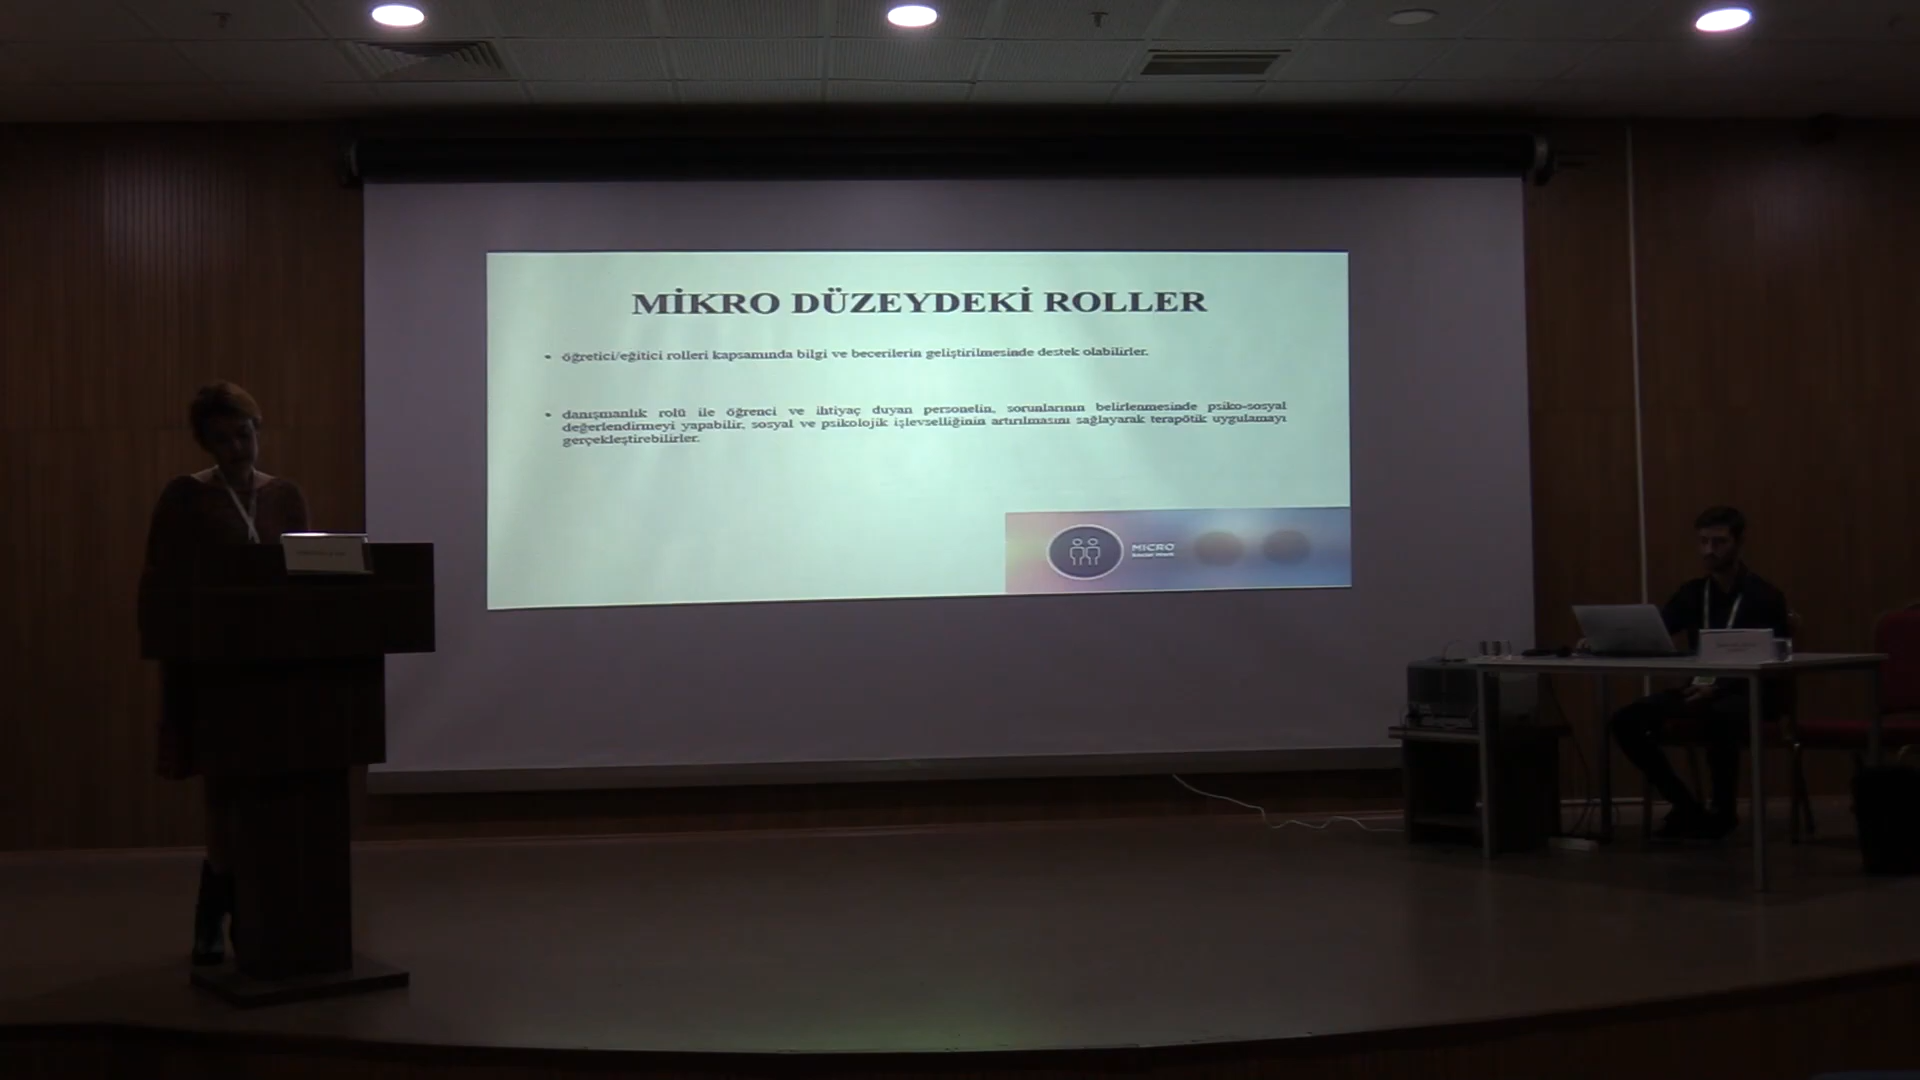 MİKRO DÜZEYDEKİ ROLLER
• öğretici/eğitici rolleri kapsamında bilgi ve becerilerin geliştirilmesinde destek olabilirler.
• danışmanlık rolü ile öğrenci ve ihtiyaç duyan personelin, sorunlarının belirlenmesinde psiko-sosyal
değerlendirmeyi yapabilir, sosyal ve psikolojik işlevselliğinin artırılmasını sağlayarak terapötik uygulamayı
gerçekleştirebilirler.
MICRO